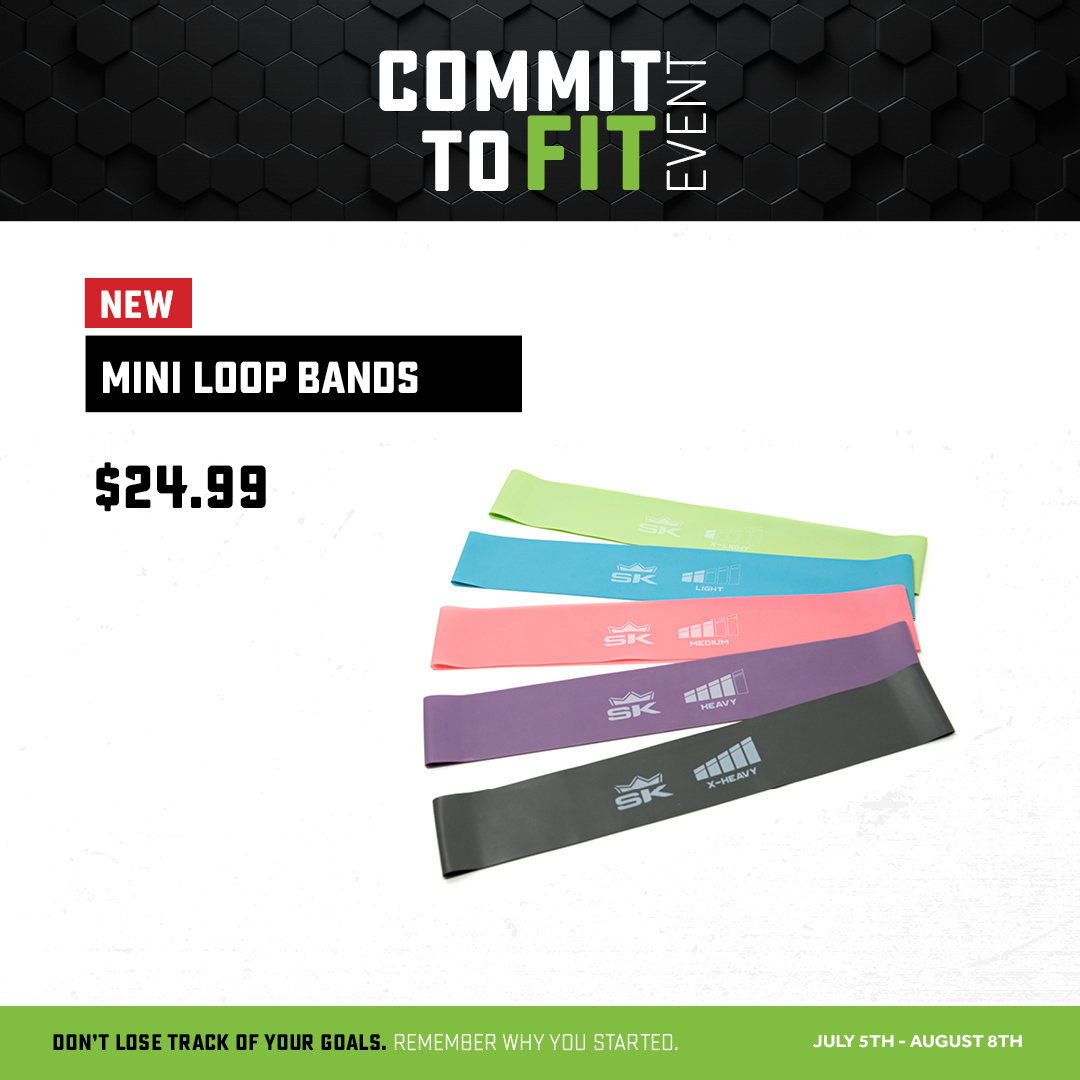 COMMIT
TO FIT
EVENT
NEW
MINI LOOP BANDS
$24.99
SK X-LIGHT
SK LIGHT
SK MEDIUM
SK HEAVY
SK X-HEAVY
DON'T LOSE TRACK OF YOUR GOALS. REMEMBER WHY YOU STARTED. JULY 5TH - AUGUST 8TH